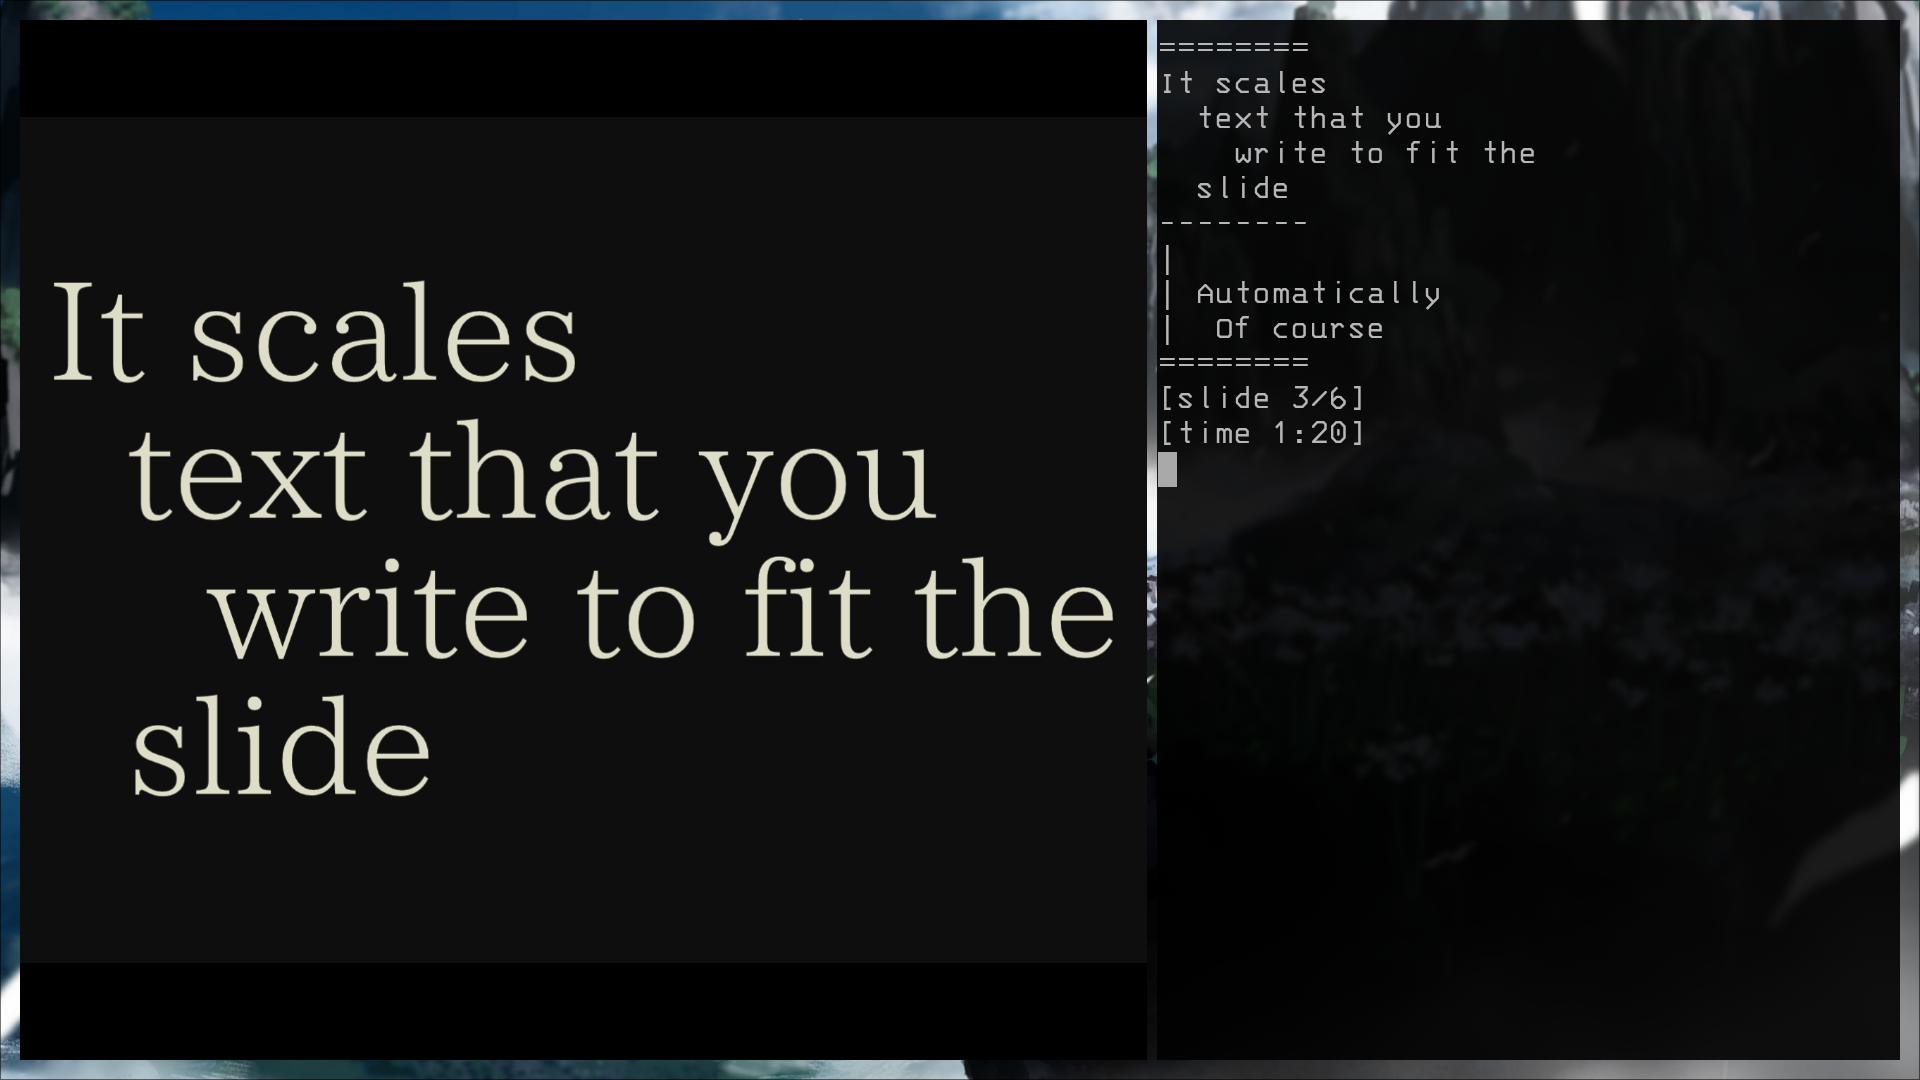 It scales
  text that you
    write to fit the
  slide
========
It scales
  text that you
    write to fit the
  slide
--------
|
| Automatically
|  Of course
========
[slide 3/6]
[time 1:20]